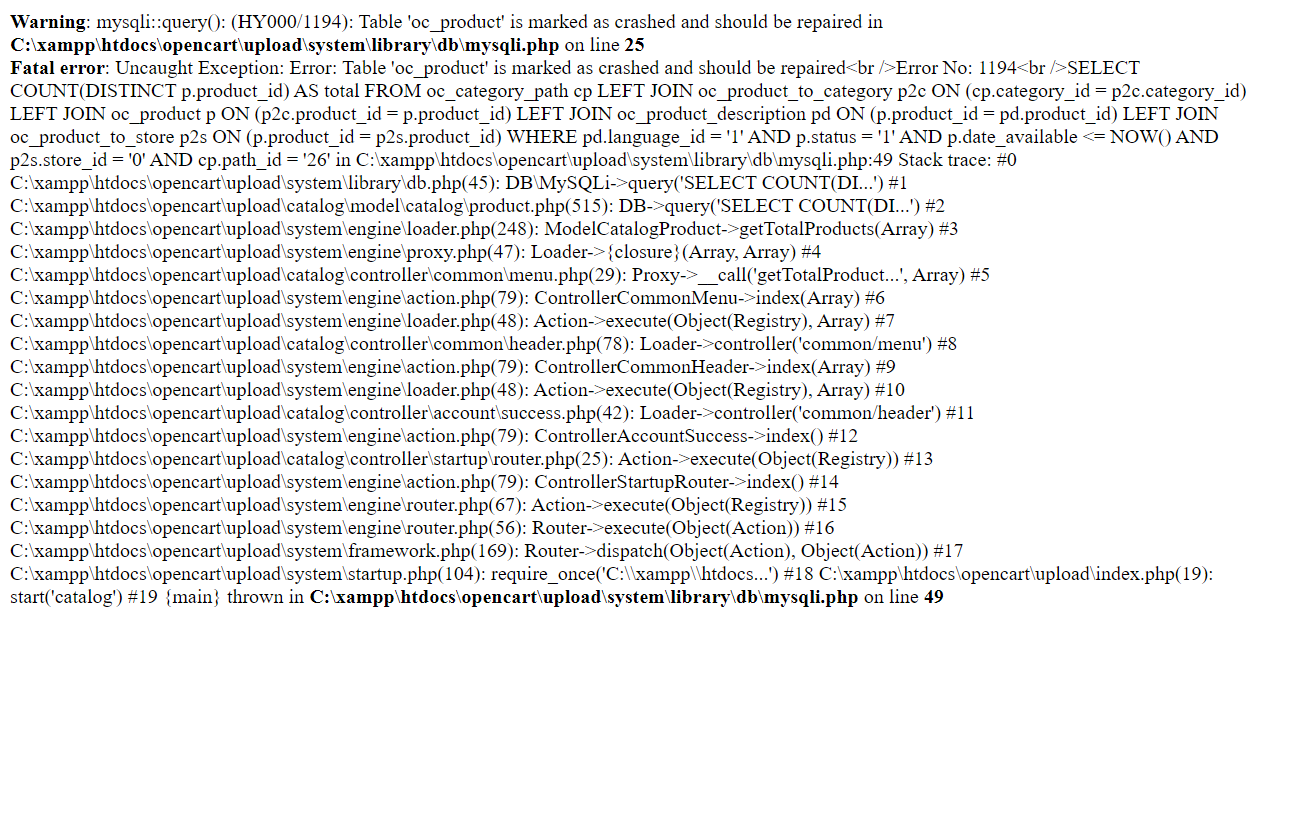 Warning: mysqli::query(): (HY000/1194): Table 'oc_product' is marked as crashed and should be repaired in
C:\xampp\htdocs\opencart\upload\system\library\db\mysqli.php on line 25
Fatal error: Uncaught Exception: Error: Table 'oc_product' is marked as crashed and should be repaired<br />Error No: 1194<br />SELECT
COUNT(DISTINCT p.product_id) AS total FROM oc_category_path cp LEFT JOIN oc_product_to_category p2c ON (cp.category_id = p2c.category_id)
LEFT JOIN oc_product p ON (p2c.product_id = p.product_id) LEFT JOIN oc_product_description pd ON (p.product_id = pd.product_id) LEFT JOIN
oc_product_to_store p2s ON (p.product_id = p2s.product_id) WHERE pd.language_id = '1' AND p.status = '1' AND p.date_available <= NOW() AND
p2s.store_id = '0' AND cp.path_id = '26' in C:\xampp\htdocs\opencart\upload\system\library\db\mysqli.php:49 Stack trace: #0
C:\xampp\htdocs\opencart\upload\system\library\db.php(45): DB\MySQLi->query('SELECT COUNT(DI...') #1
C:\xampp\htdocs\opencart\upload\catalog\model\catalog\product.php(515): DB->query('SELECT COUNT(DI...') #2
C:\xampp\htdocs\opencart\upload\system\engine\loader.php(248): ModelCatalogProduct->getTotalProducts(Array) #3
C:\xampp\htdocs\opencart\upload\system\engine\proxy.php(47): Loader->{closure}(Array, Array) #4
C:\xampp\htdocs\opencart\upload\catalog\controller\common\menu.php(29): Proxy->__call('getTotalProduct...', Array) #5
C:\xampp\htdocs\opencart\upload\system\engine\action.php(79): ControllerCommonMenu->index(Array) #6
C:\xampp\htdocs\opencart\upload\system\engine\loader.php(48): Action->execute(Object(Registry), Array) #7
C:\xampp\htdocs\opencart\upload\catalog\controller\common\header.php(78): Loader->controller('common/menu') #8
C:\xampp\htdocs\opencart\upload\system\engine\action.php(79): ControllerCommonHeader->index(Array) #9
C:\xampp\htdocs\opencart\upload\system\engine\loader.php(48): Action->execute(Object(Registry), Array) #10
C:\xampp\htdocs\opencart\upload\catalog\controller\account\success.php(42): Loader->controller('common/header') #11
C:\xampp\htdocs\opencart\upload\system\engine\action.php(79): ControllerAccountSuccess->index() #12
C:\xampp\htdocs\opencart\upload\catalog\controller\startup\router.php(25): Action->execute(Object(Registry)) #13
C:\xampp\htdocs\opencart\upload\system\engine\action.php(79): ControllerStartupRouter->index() #14
C:\xampp\htdocs\opencart\upload\system\engine\router.php(67): Action->execute(Object(Registry)) #15
C:\xampp\htdocs\opencart\upload\system\engine\router.php(56): Router->execute(Object(Action)) #16
C:\xampp\htdocs\opencart\upload\system\framework.php(169): Router->dispatch(Object(Action), Object(Action)) #17
C:\xampp\htdocs\opencart\upload\system\startup.php(104): require_once('C:\\xampp\\htdocs...') #18 C:\xampp\htdocs\opencart\upload\index.php(19):
start('catalog') #19 {main} thrown in C:\xampp\htdocs\opencart\upload\system\library\db\mysqli.php on line 49